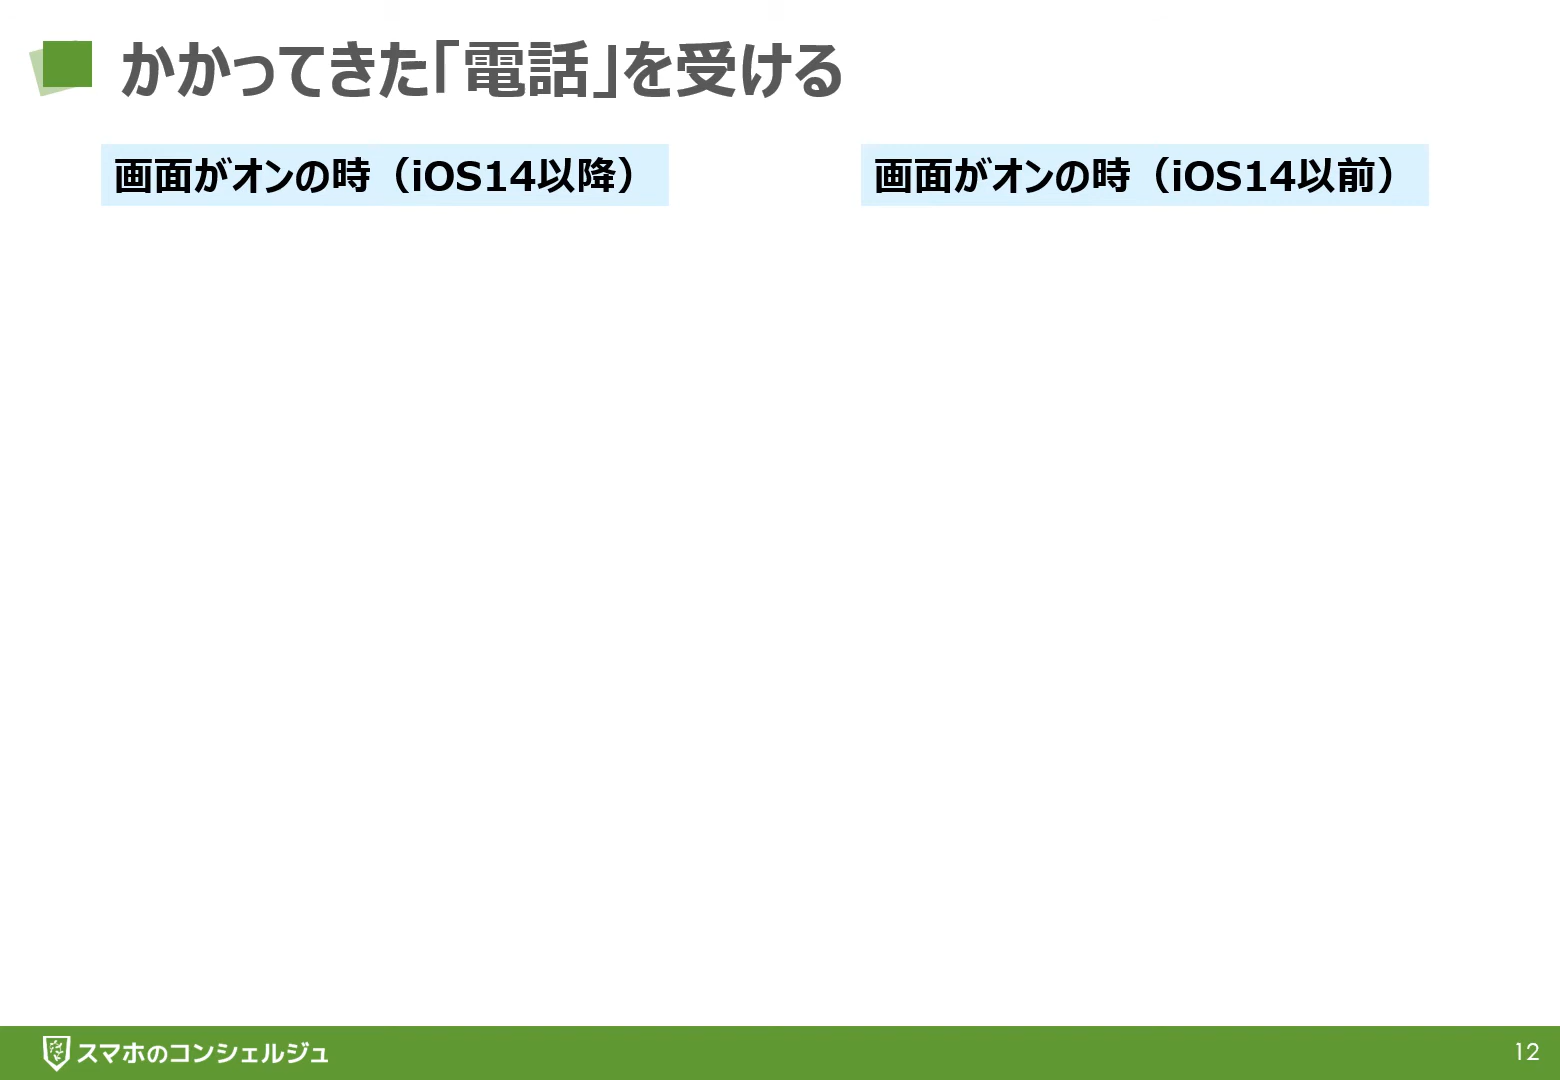 かかってきた「電話」を受ける
画面がオンの時（iOS14以降）
画面がオンの時（iOS14以前）
スマホのコンシェルジュ
12